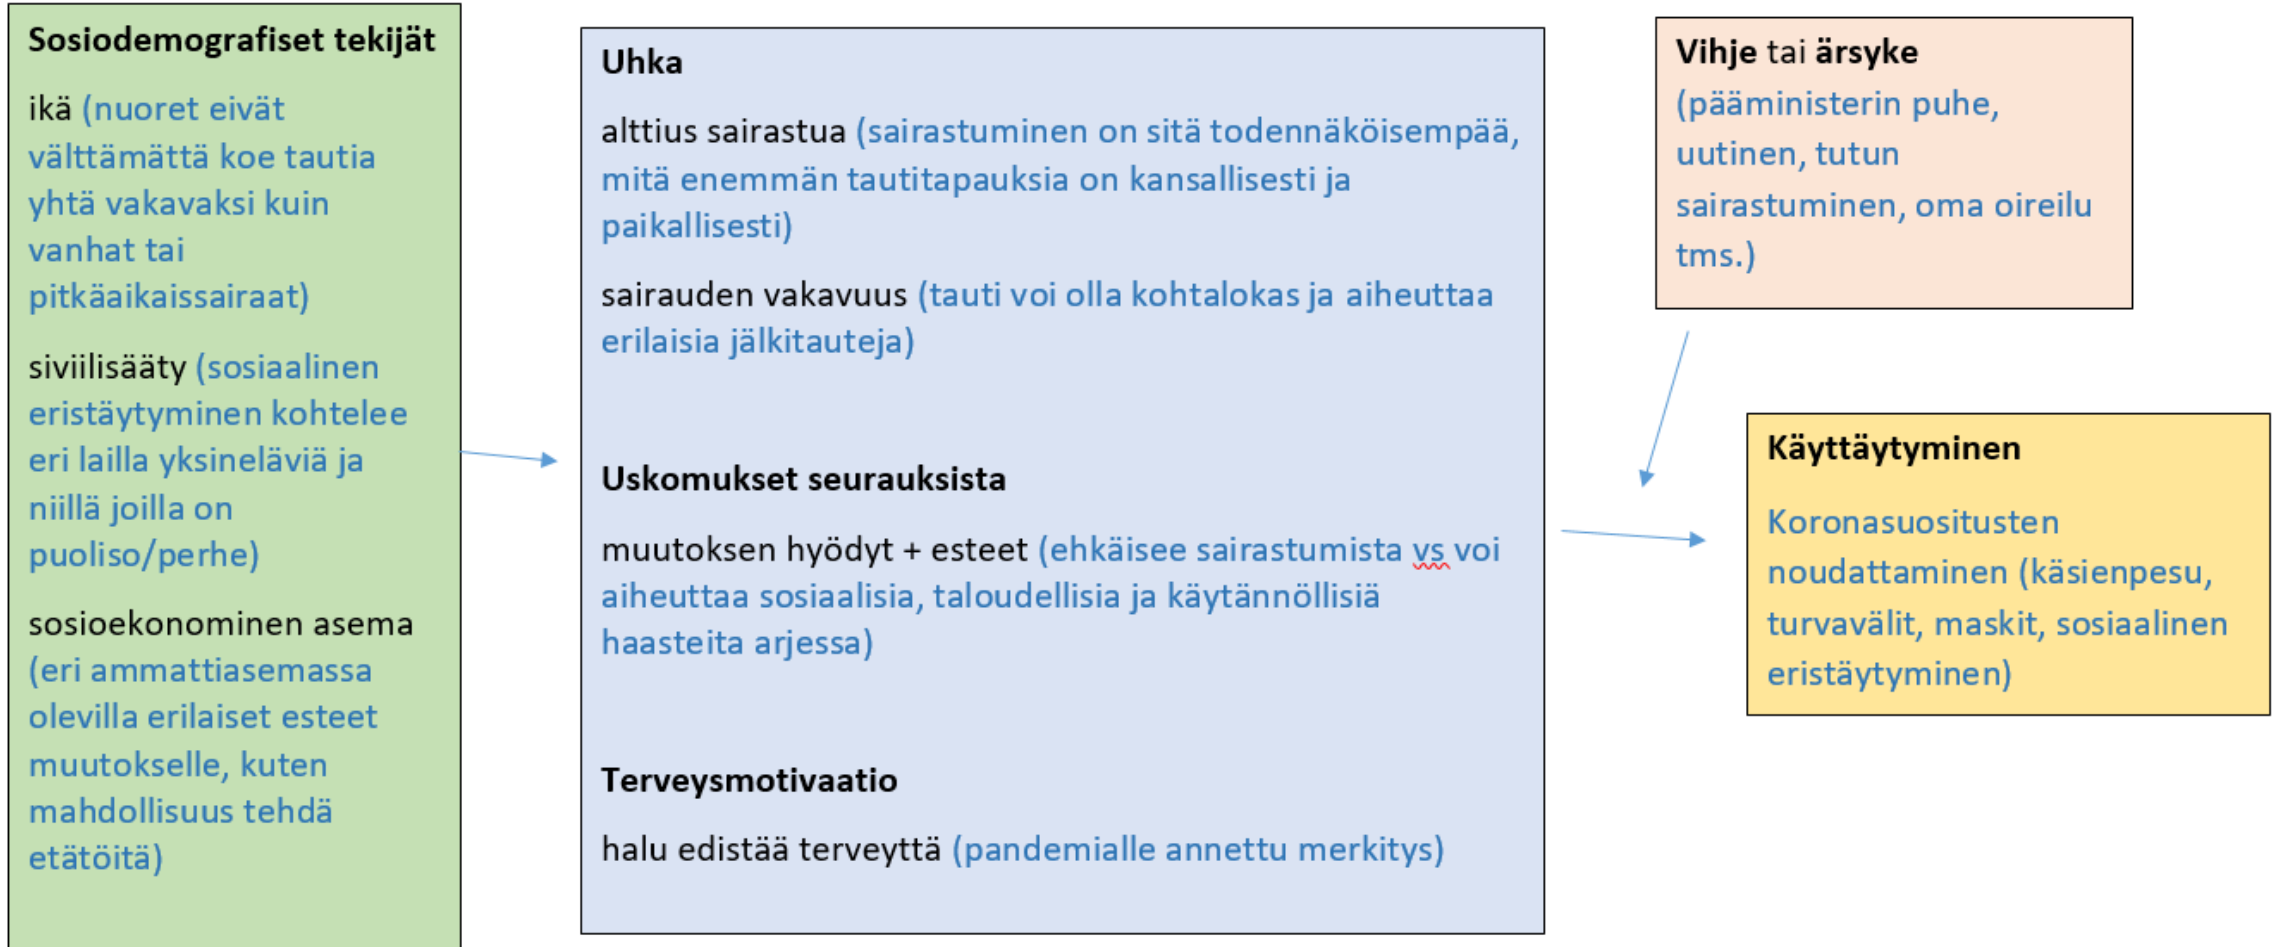 Sosiodemografiset tekijät
ikä (nuoret eivät
välttämättä koe tautia
yhtä vakavaksi kuin
vanhat tai
pitkäaikaissairaat)
siviilisääty (sosiaalinen
eristäytyminen kohtelee
eri lailla yksineläviä ja
niillä joilla on
puoliso/perhe)
sosioekonominen asema
(eri ammattiasemassa
olevilla erilaiset esteet
muutokselle, kuten
mahdollisuus tehdä
etätöitä)
Uhka
alttius sairastua (sairastuminen on sitä todennäköisempää,
mitä enemmän tautitapauksia on kansallisesti ja
paikallisesti)
sairauden vakavuus (tauti voi olla kohtalokas ja aiheuttaa
erilaisia jälkitauteja)
Uskomukset seurauksista
muutoksen hyödyt + esteet (ehkäisee sairastumista vs voi
aiheuttaa sosiaalisia, taloudellisia ja käytännöllisiä
haasteita arjessa)
Terveysmotivaatio
halu edistää terveyttä (pandemialle annettu merkitys)
Vihje tai ärsyke
(pääministerin puhe,
uutinen, tutun
sairastuminen, oma oireilu
tms.)
Käyttäytyminen
Koronasuositusten
noudattaminen (käsienpesu,
turvavälit, maskit, sosiaalinen
eristäytyminen)